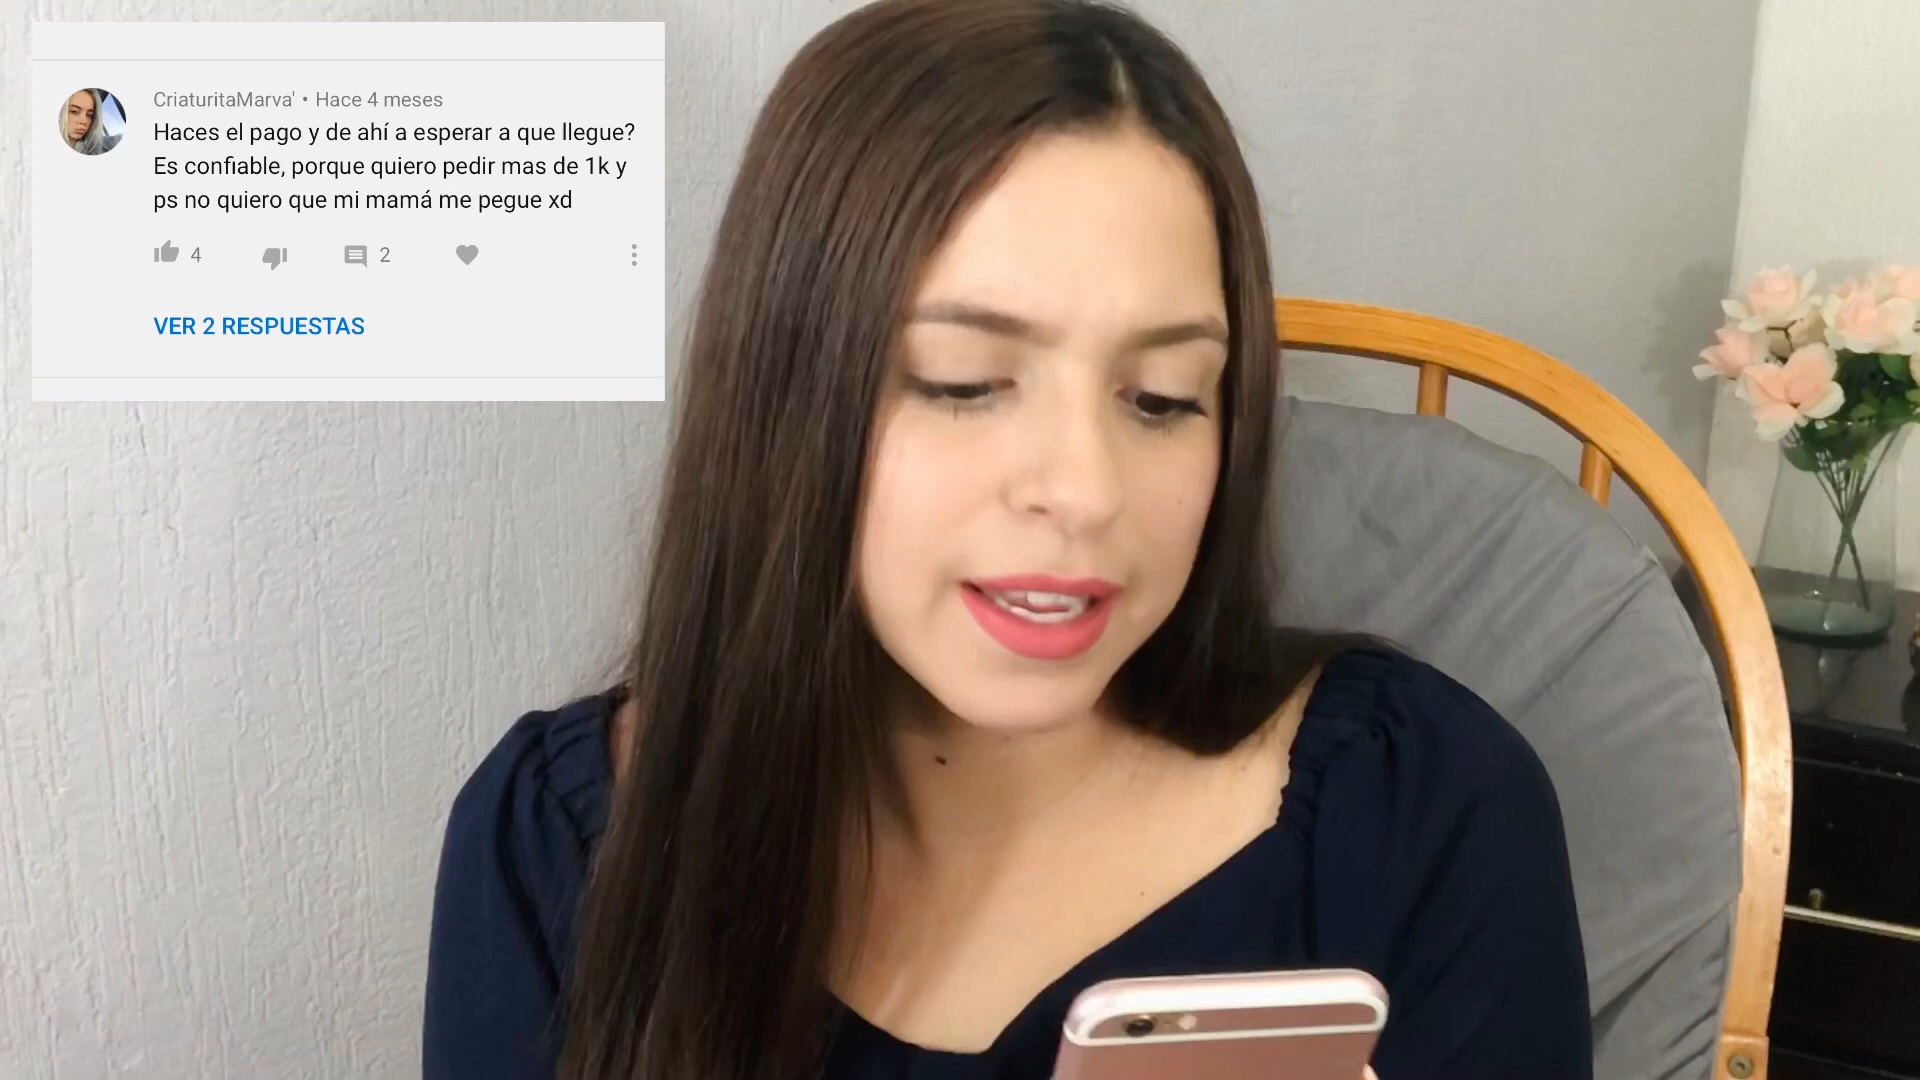 CriaturitaMarva' • Hace 4 meses
Haces el pago y de ahí a esperar a que llegue?
Es confiable, porque quiero pedir mas de 1k y
ps no quiero que mi mamá me pegue xd
4
2
VER 2 RESPUESTAS